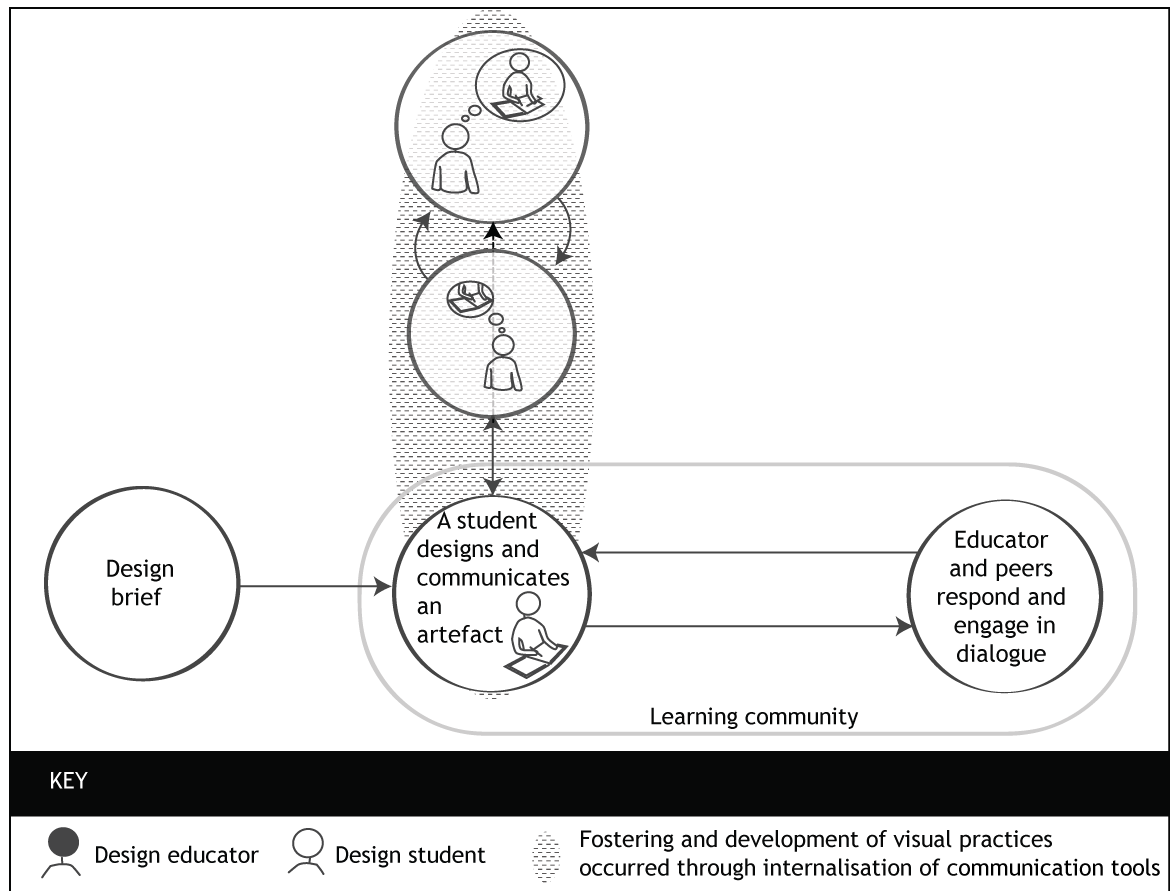 A student
designs and
communicates
an
artefact
Design
brief
Educator
and peers
respond and
engage in
dialogue
Learning community
KEY
Design educator
Design student
Fostering and development of visual practices
occurred through internalisation of communication tools